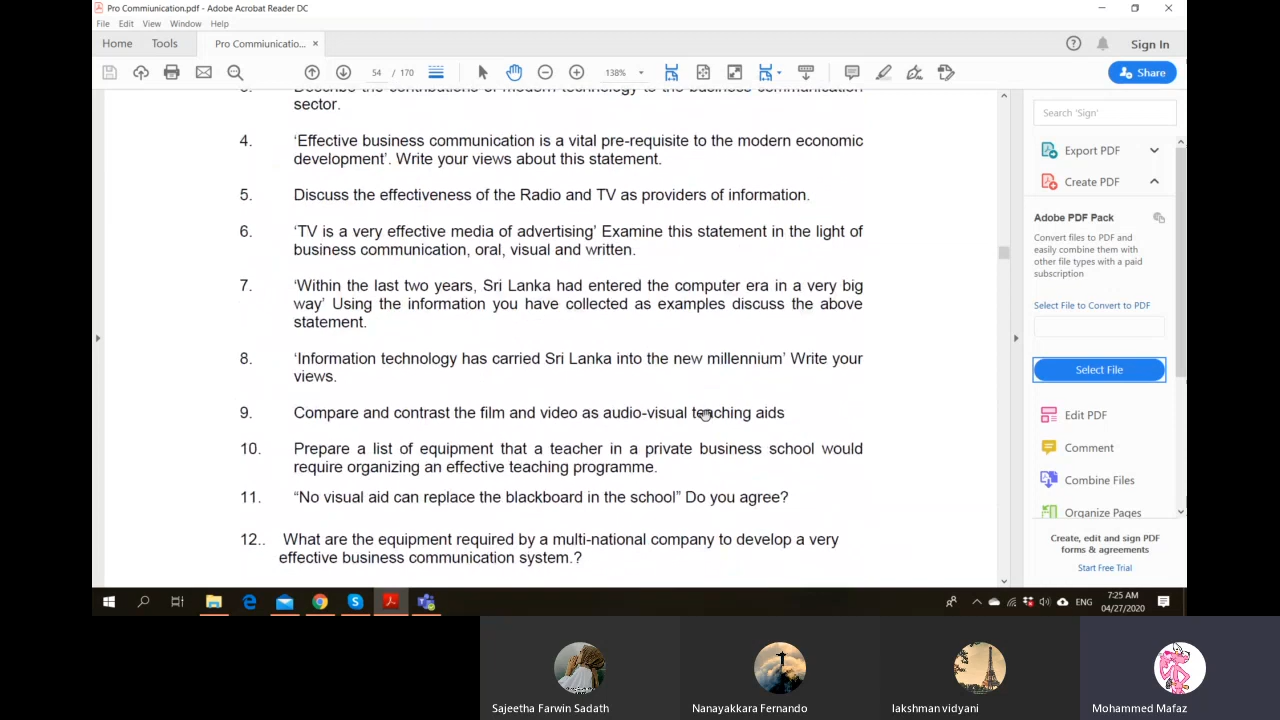 Pro Commiunication.pdf - Adobe Acrobat Reader DC
File Edit View Window Help
Home Tools Pro Commiunicatio... × Sign In
54 / 170 138% Share
sector.
4. ‘Effective business communication is a vital pre-requisite to the modern economic
development’. Write your views about this statement.
5. Discuss the effectiveness of the Radio and TV as providers of information.
6. ‘TV is a very effective media of advertising’ Examine this statement in the light of
business communication, oral, visual and written.
7. ‘Within the last two years, Sri Lanka had entered the computer era in a very big
way’ Using the information you have collected as examples discuss the above
statement.
8. ‘Information technology has carried Sri Lanka into the new millennium’ Write your
views.
9. Compare and contrast the film and video as audio-visual teaching aids
10. Prepare a list of equipment that a teacher in a private business school would
require organizing an effective teaching programme.
11. “No visual aid can replace the blackboard in the school” Do you agree?
12.. What are the equipment required by a multi-national company to develop a very
effective business communication system.?
Search 'Sign'
Export PDF
Create PDF
Adobe PDF Pack
Convert files to PDF and
easily combine them with
other file types with a paid
subscription
Select File to Convert to PDF
Select File
Edit PDF
Comment
Combine Files
Organize Pages
Create, edit and sign PDF
forms & agreements
Start Free Trial
ENG 7:25 AM
04/27/2020
Sajeetha Farwin Sadath Nanayakkara Fernando lakshman vidyani Mohammed Mafaz